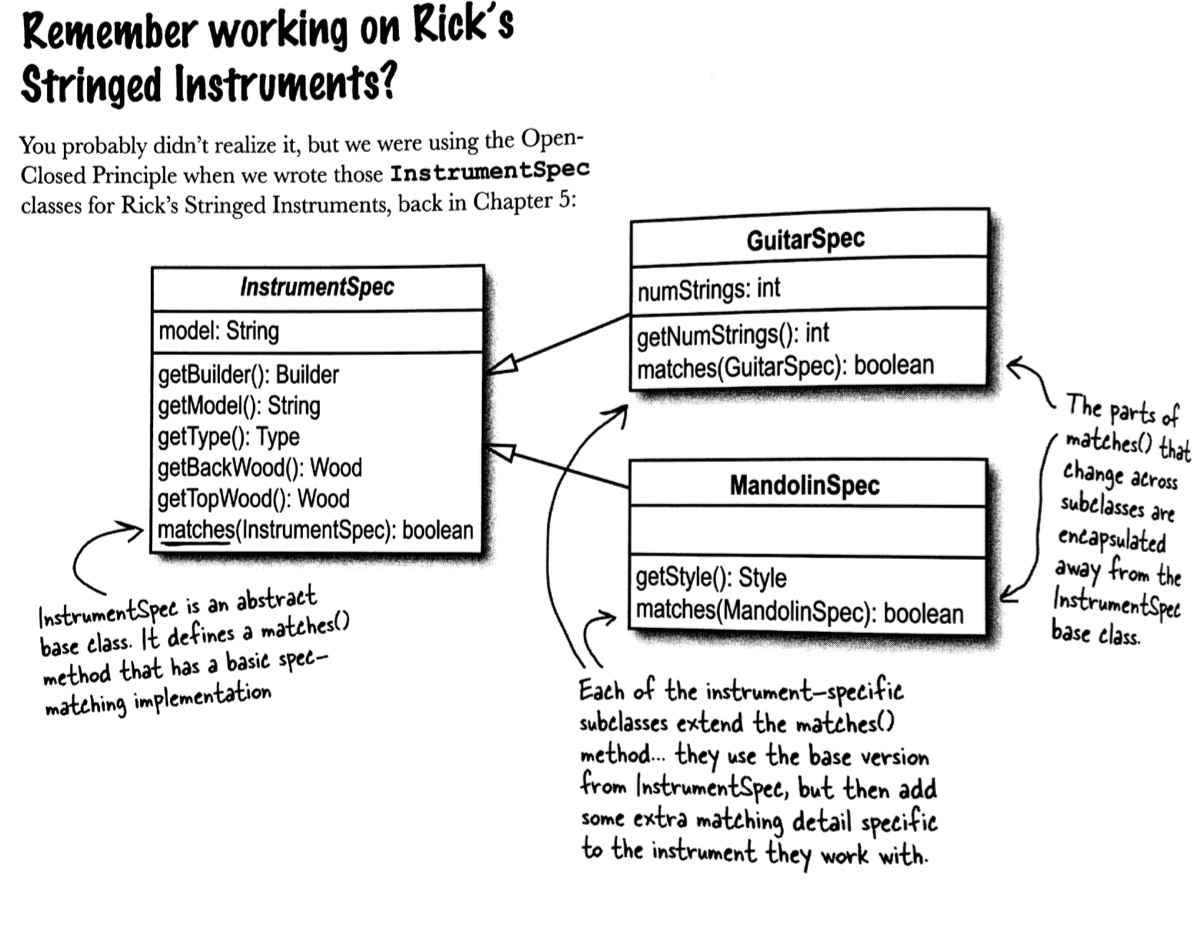 Remember working on Rick's
Stringed Instruments?
You probably didn't realize it, but we were using the Open-
Closed Principle when we wrote those InstrumentSpec
classes for Rick's Stringed Instruments, back in Chapter 5:
InstrumentSpec
model: String
getBuilder(): Builder
getModel(): String
getType(): Type
getBackWood(): Wood
getTopWood(): Wood
matches(InstrumentSpec): boolean
InstrumentSpec is an abstract
base class. It defines a matches()
method that has a basic spec-
matching implementation
GuitarSpec
numStrings: int
getNumStrings(): int
matches(GuitarSpec): boolean
MandolinSpec
getStyle(): Style
matches(MandolinSpec): boolean
The parts of
matches() that
change across
subclasses are
encapsulated
away from the
InstrumentSpec
base class.
Each of the instrument-specific
subclasses extend the matches()
method... they use the base version
from InstrumentSpec, but then add
some extra matching detail specific
to the instrument they work with.